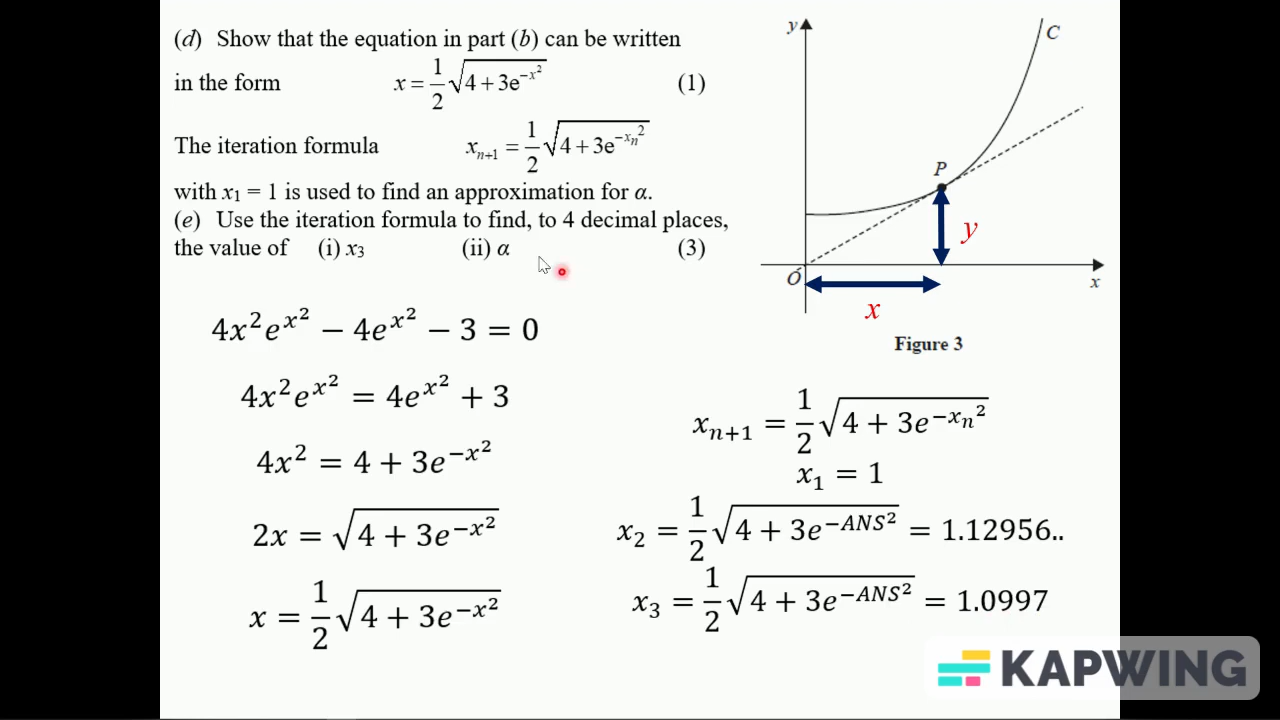 (d) Show that the equation in part (b) can be written
in the form x = 1/2 √(4 + 3e^(−x²)) (1)
The iteration formula xₙ₊₁ = 1/2 √(4 + 3e^(−xₙ²))
with x₁ = 1 is used to find an approximation for α.
(e) Use the iteration formula to find, to 4 decimal places,
the value of (i) x₃ (ii) α (3)
4x²e^(x²) − 4e^(x²) − 3 = 0
4x²e^(x²) = 4e^(x²) + 3
4x² = 4 + 3e^(−x²)
2x = √(4 + 3e^(−x²))
x = 1/2 √(4 + 3e^(−x²))
y
C
P
y
O
x
x
Figure 3
xₙ₊₁ = 1/2 √(4 + 3e^(−xₙ²))
x₁ = 1
x₂ = 1/2 √(4 + 3e^(−ANS²)) = 1.12956..
x₃ = 1/2 √(4 + 3e^(−ANS²)) = 1.0997
KAPWING